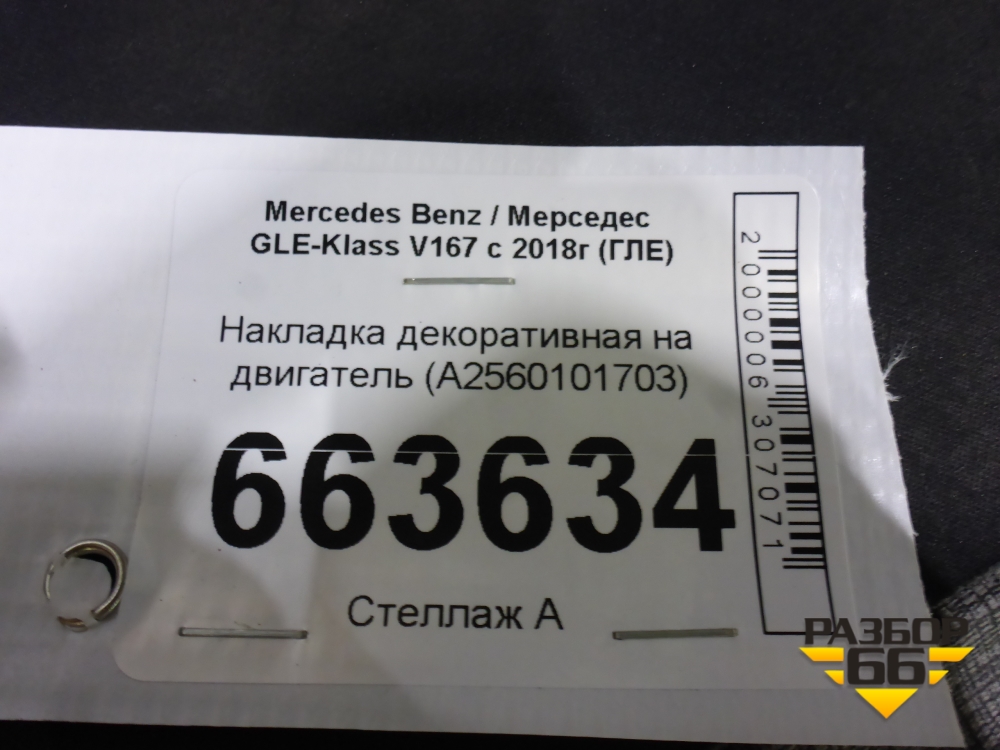 Mercedes Benz / Мерседес
GLE-Klass V167 с 2018г (ГЛЕ)
Накладка декоративная на
двигатель (A2560101703)
663634
Стеллаж А
2000006307071
РАЗБОР
66